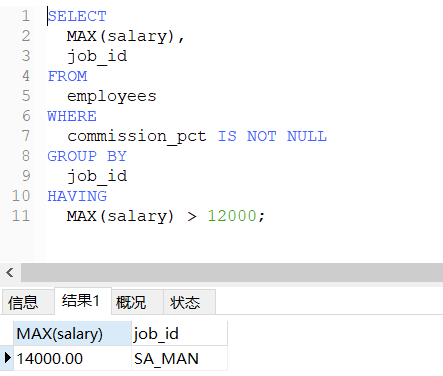 1 SELECT
2 MAX(salary),
3 job_id
4 FROM
5 employees
6 WHERE
7 commission_pct IS NOT NULL
8 GROUP BY
9 job_id
10 HAVING
11 MAX(salary) > 12000;
信息 结果1 概况 状态
MAX(salary) job_id
14000.00 SA_MAN